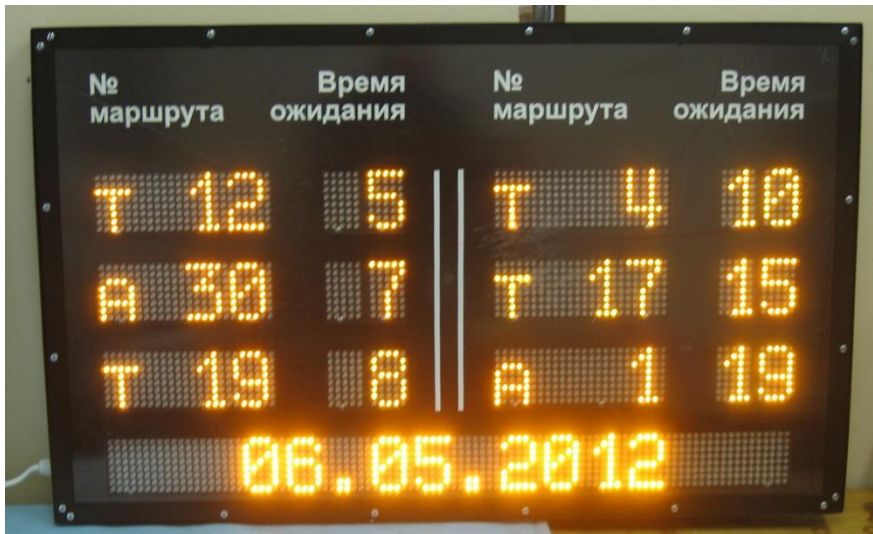 № маршрута Время ожидания № маршрута Время ожидания
Т 12 5 Т 4 10
А 30 7 Т 17 15
Т 19 8 А 1 19
06.05.2012